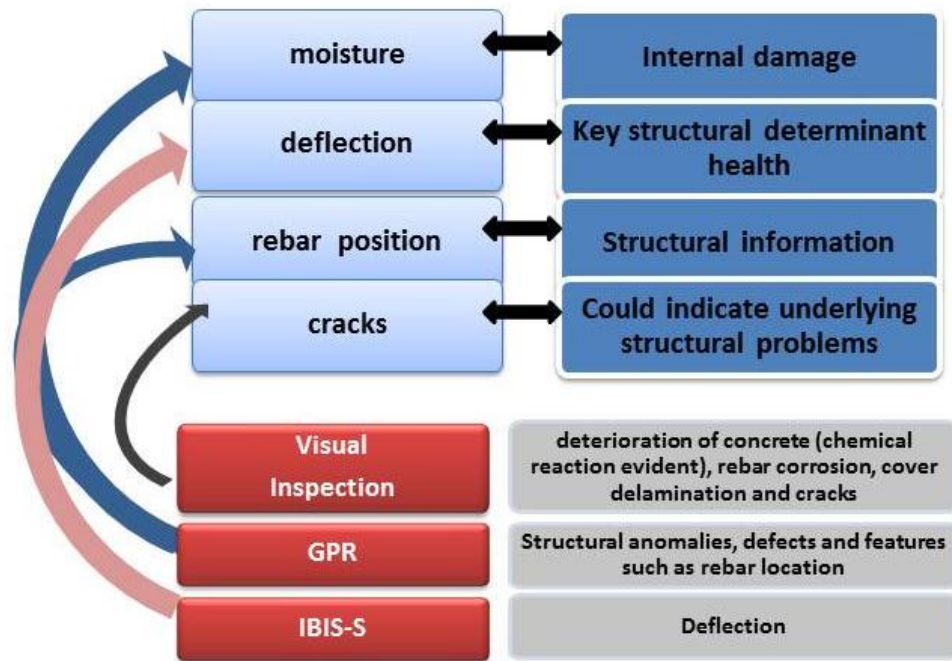 moisture
Internal damage
deflection
Key structural determinant
health
rebar position
Structural information
cracks
Could indicate underlying
structural problems
Visual
Inspection
deterioration of concrete (chemical
reaction evident), rebar corrosion, cover
delamination and cracks
GPR
Structural anomalies, defects and features
such as rebar location
IBIS-S
Deflection